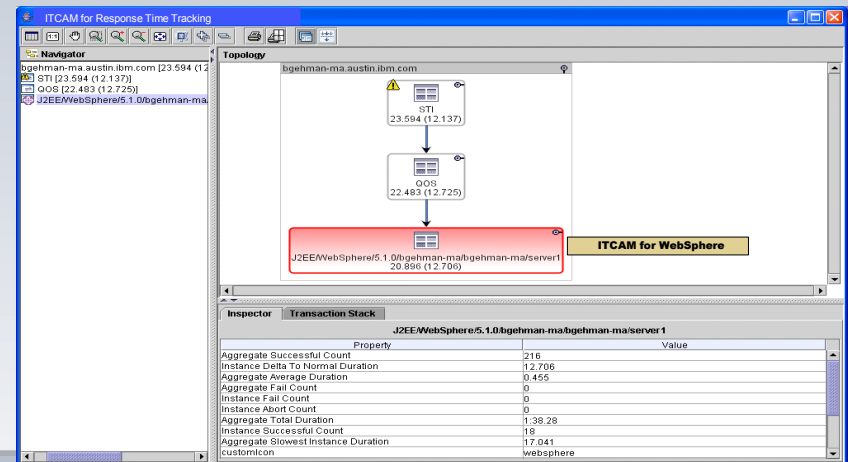 ITCAM for Response Time Tracking
1:1
Navigator
bgehman-ma.austin.ibm.com [23.594 (12
STI [23.594 (12.137)]
QOS [22.483 (12.725)]
J2EE/WebSphere/5.1.0/bgehman-ma.
Topology
bgehman-ma.austin.ibm.com
STI
23.594 (12.137)
QOS
22.483 (12.725)
J2EE/WebSphere/5.1.0/bgehman-ma/bgehman-ma/server1
20.896 (12.706)
ITCAM for WebSphere
Inspector Transaction Stack
J2EE/WebSphere/5.1.0/bgehman-ma/bgehman-ma/server1
Property Value
Aggregate Successful Count 216
Instance Delta To Normal Duration 12.706
Aggregate Average Duration 0.455
Aggregate Fail Count 0
Instance Fail Count 0
Instance Abort Count 0
Aggregate Total Duration 1:38.28
Instance Successful Count 18
Aggregate Slowest Instance Duration 17.041
customIcon websphere